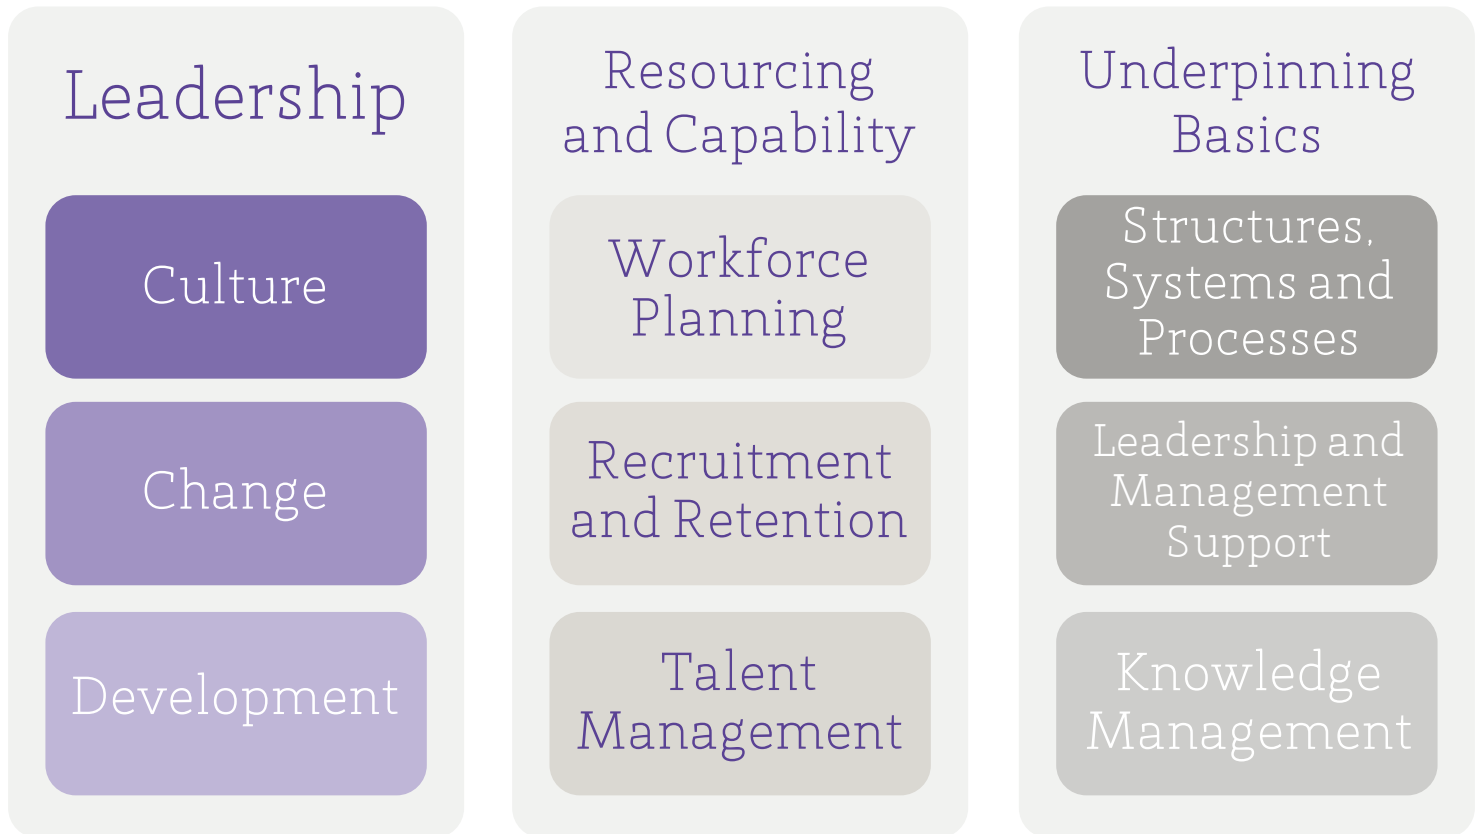 Leadership
Culture
Change
Development
Resourcing
and Capability
Workforce
Planning
Recruitment
and Retention
Talent
Management
Underpinning
Basics
Structures,
Systems and
Processes
Leadership and
Management
Support
Knowledge
Management